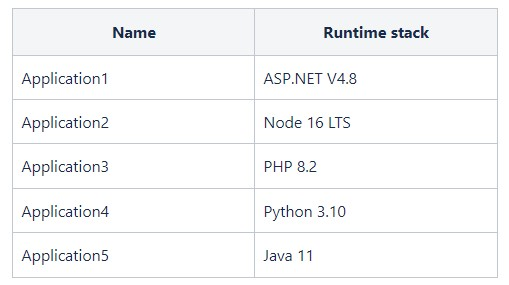 Name Runtime stack
Application1 ASP.NET V4.8
Application2 Node 16 LTS
Application3 PHP 8.2
Application4 Python 3.10
Application5 Java 11